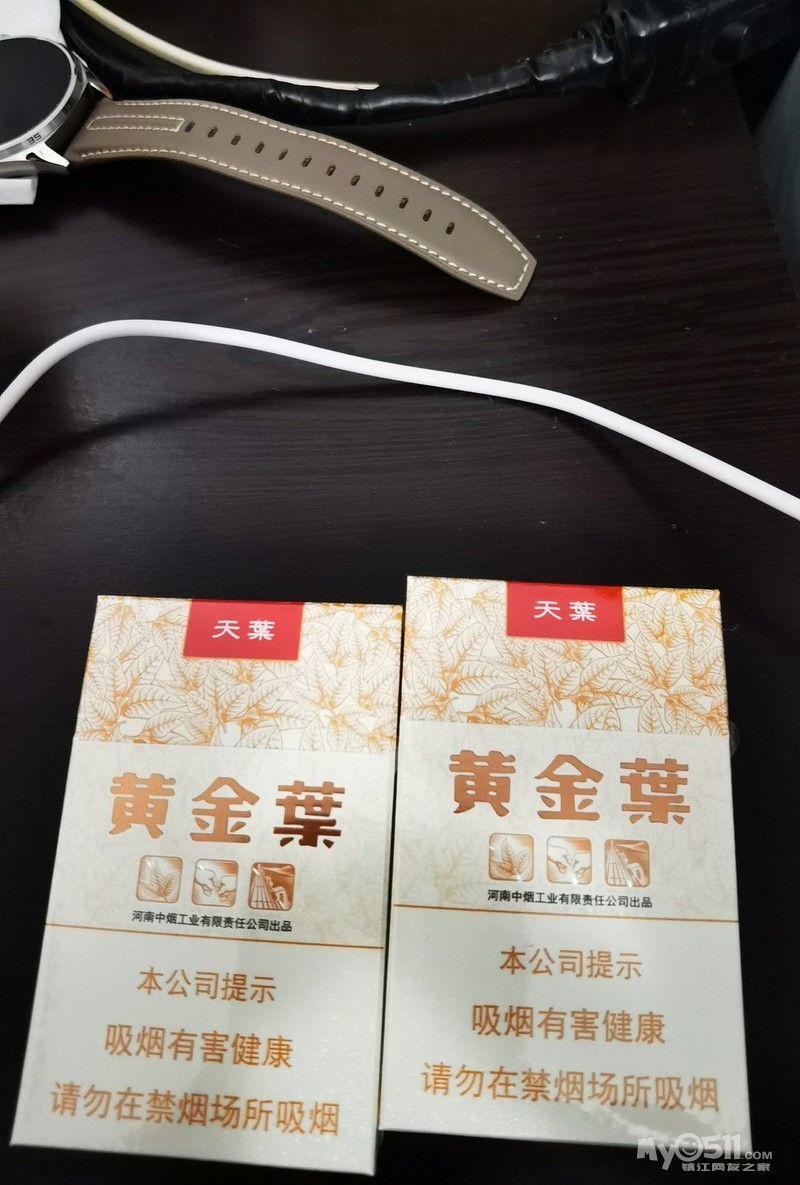 SE
天葉
黄金葉
河南中烟工业有限责任公司出品
本公司提示
吸烟有害健康
请勿在禁烟场所吸烟
天葉
黄金葉
河南中烟工业有限责任公司出品
本公司提示
吸烟有害健康
请勿在禁烟场所吸烟
My0511.COM
镇江网友之家